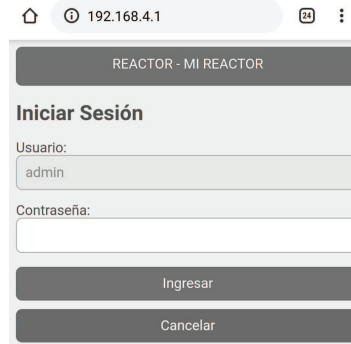 192.168.4.1
24
REACTOR - MI REACTOR
Iniciar Sesión
Usuario:
admin
Contraseña:
Ingresar
Cancelar